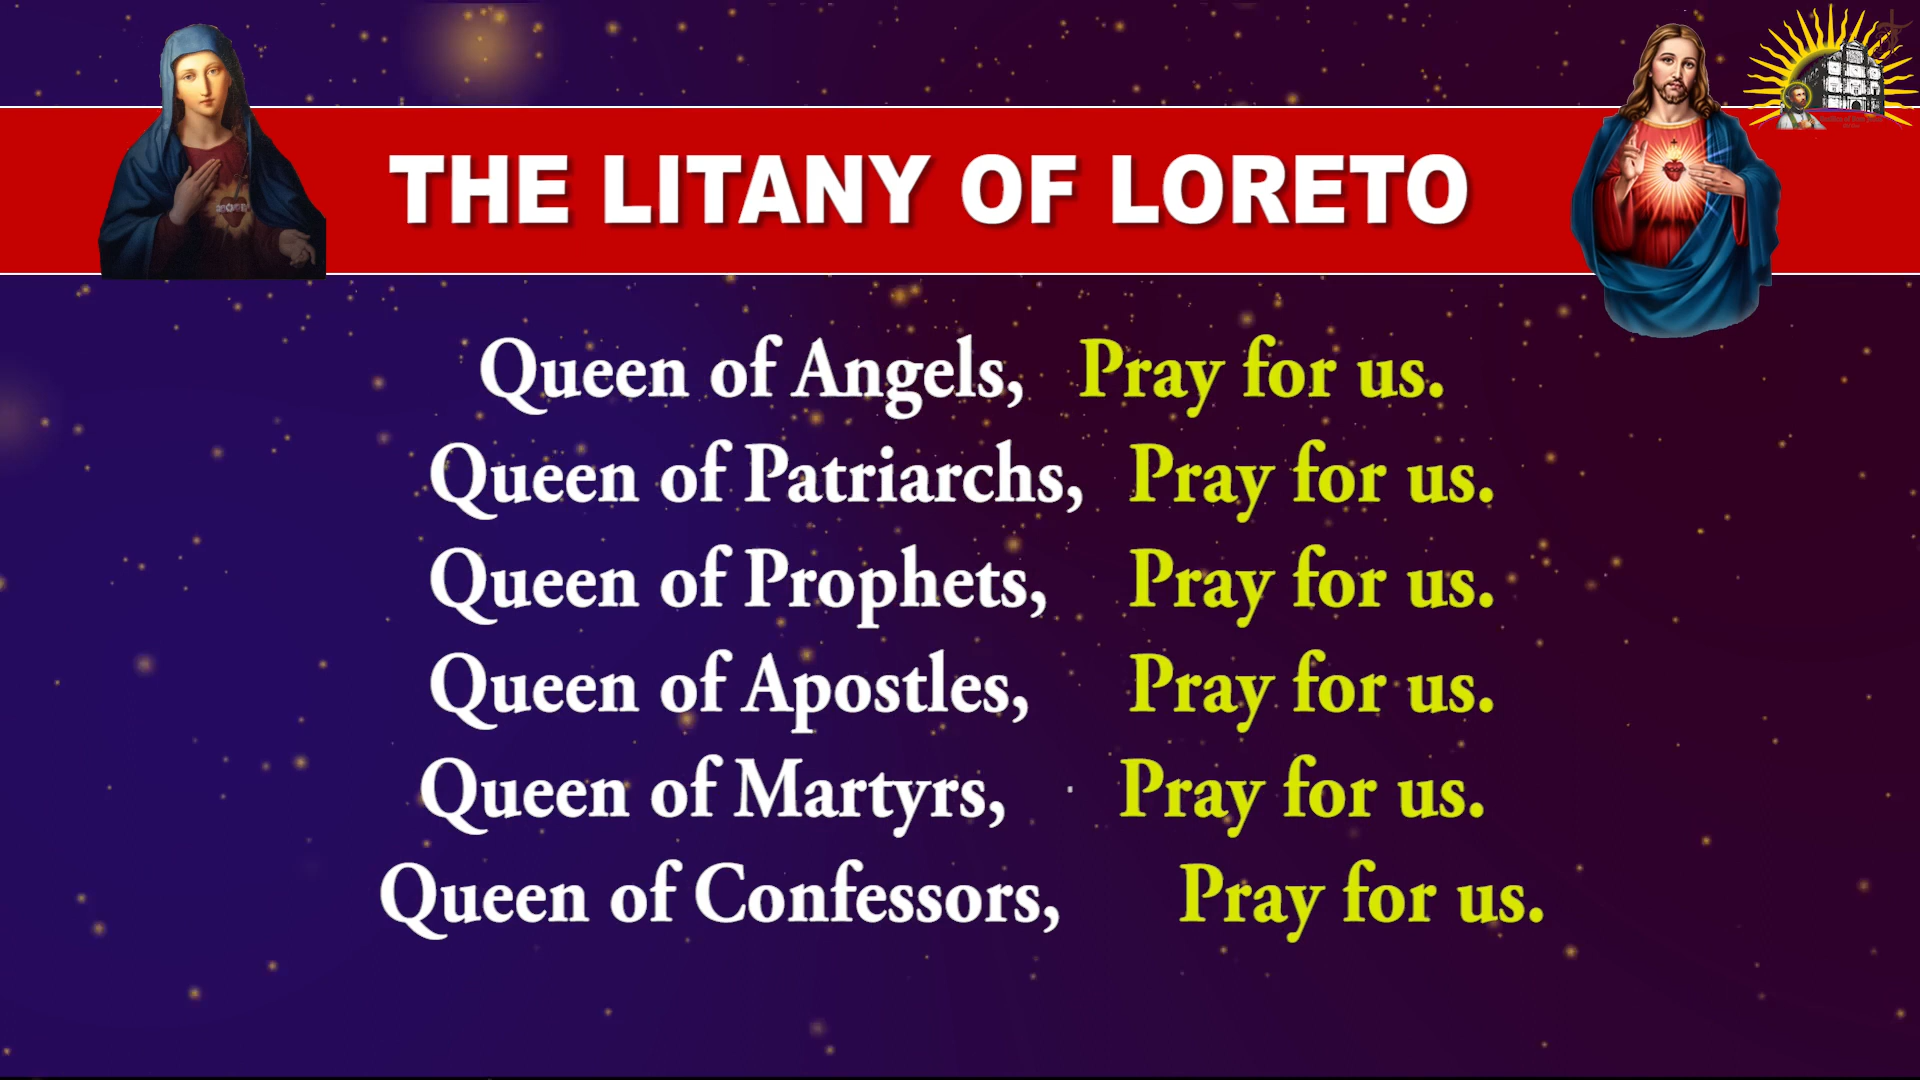 THE LITANY OF LORETO
Queen of Angels, Pray for us.
Queen of Patriarchs, Pray for us.
Queen of Prophets, Pray for us.
Queen of Apostles, Pray for us.
Queen of Martyrs, Pray for us.
Queen of Confessors, Pray for us.